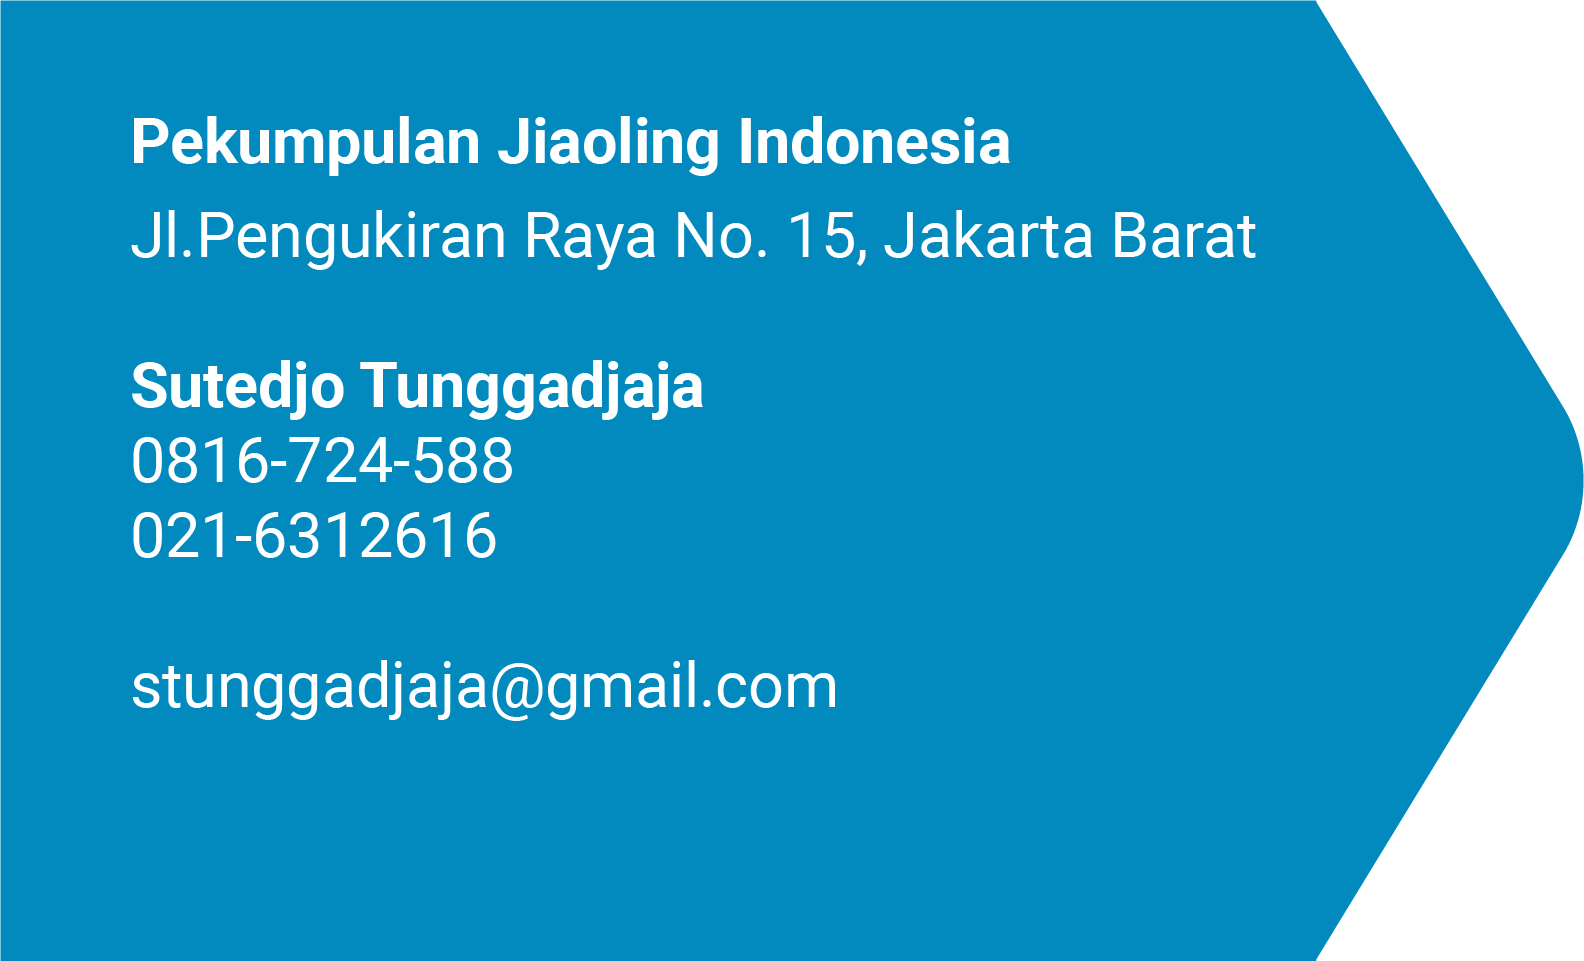 Pekumpulan Jiaoling Indonesia
Jl.Pengukiran Raya No. 15, Jakarta Barat
Sutedjo Tunggadjaja
0816-724-588
021-6312616
stunggadjaja@gmail.com